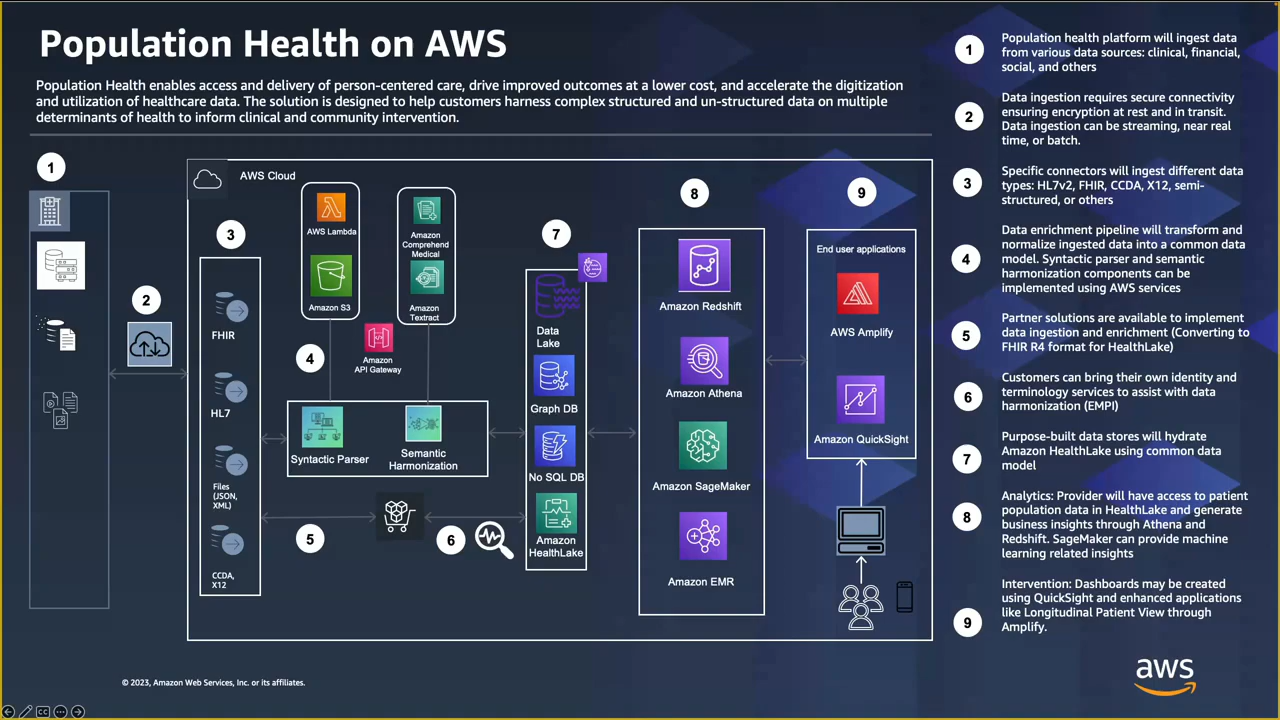 Population Health on AWS
Population Health enables access and delivery of person-centered care, drive improved outcomes at a lower cost, and accelerate the digitization
and utilization of healthcare data. The solution is designed to help customers harness complex structured and un-structured data on multiple
determinants of health to inform clinical and community intervention.
1
2
AWS Cloud
3
FHIR
HL7
Files
(JSON,
XML)
CCDA,
X12
AWS Lambda
Amazon S3
Amazon
Comprehend
Medical
Amazon
Textract
4
Amazon
API Gateway
Syntactic Parser
Semantic
Harmonization
5
6
7
Data
Lake
Graph DB
No SQL DB
Amazon
HealthLake
8
Amazon Redshift
Amazon Athena
Amazon SageMaker
Amazon EMR
9
End user applications
AWS Amplify
Amazon QuickSight
1
Population health platform will ingest data
from various data sources: clinical, financial,
social, and others
2
Data ingestion requires secure connectivity
ensuring encryption at rest and in transit.
Data ingestion can be streaming, near real
time, or batch.
3
Specific connectors will ingest different data
types: HL7v2, FHIR, CCDA, X12, semi-
structured, or others
4
Data enrichment pipeline will transform and
normalize ingested data into a common data
model. Syntactic parser and semantic
harmonization components can be
implemented using AWS services
5
Partner solutions are available to implement
data ingestion and enrichment (Converting to
FHIR R4 format for HealthLake)
6
Customers can bring their own identity and
terminology services to assist with data
harmonization (EMPI)
7
Purpose-built data stores will hydrate
Amazon HealthLake using common data
model
8
Analytics: Provider will have access to patient
population data in HealthLake and generate
business insights through Athena and
Redshift. SageMaker can provide machine
learning related insights
9
Intervention: Dashboards may be created
using QuickSight and enhanced applications
like Longitudinal Patient View through
Amplify.
© 2023, Amazon Web Services, Inc. or its affiliates.
aws